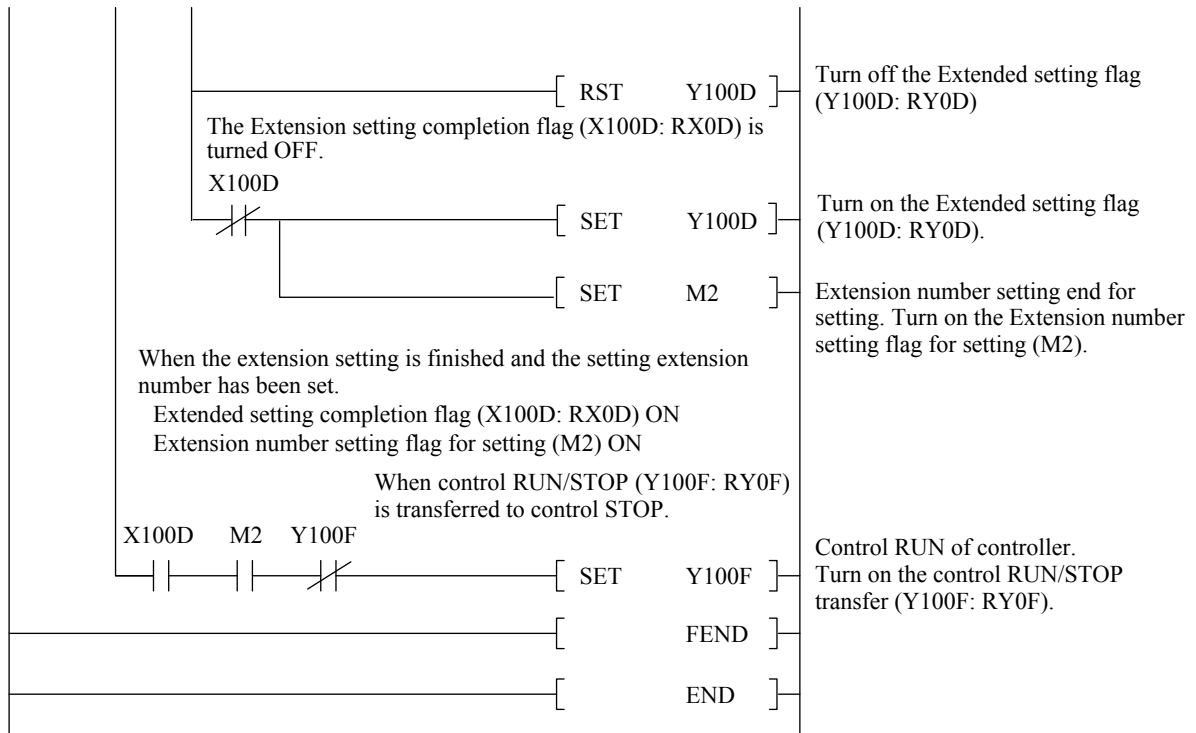 [ RST Y100D ]
Turn off the Extended setting flag
(Y100D: RY0D)
The Extension setting completion flag (X100D: RX0D) is
turned OFF.
X100D
[ SET Y100D ]
Turn on the Extended setting flag
(Y100D: RY0D).
[ SET M2 ]
Extension number setting end for
setting. Turn on the Extension number
setting flag for setting (M2).
When the extension setting is finished and the setting extension
number has been set.
Extended setting completion flag (X100D: RX0D) ON
Extension number setting flag for setting (M2) ON
When control RUN/STOP (Y100F: RY0F)
is transferred to control STOP.
X100D M2 Y100F
[ SET Y100F ]
Control RUN of controller.
Turn on the control RUN/STOP
transfer (Y100F: RY0F).
[ FEND ]
[ END ]